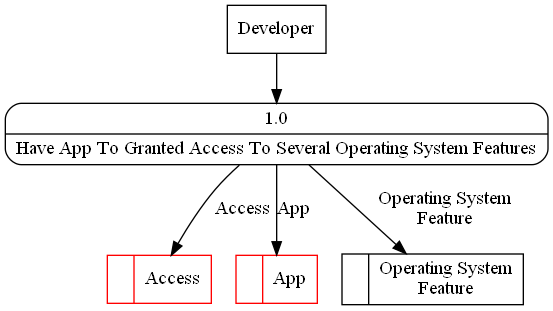 Developer
1.0
Have App To Granted Access To Several Operating System Features
Access
App
Operating System
Feature
Access
App
Operating System
Feature